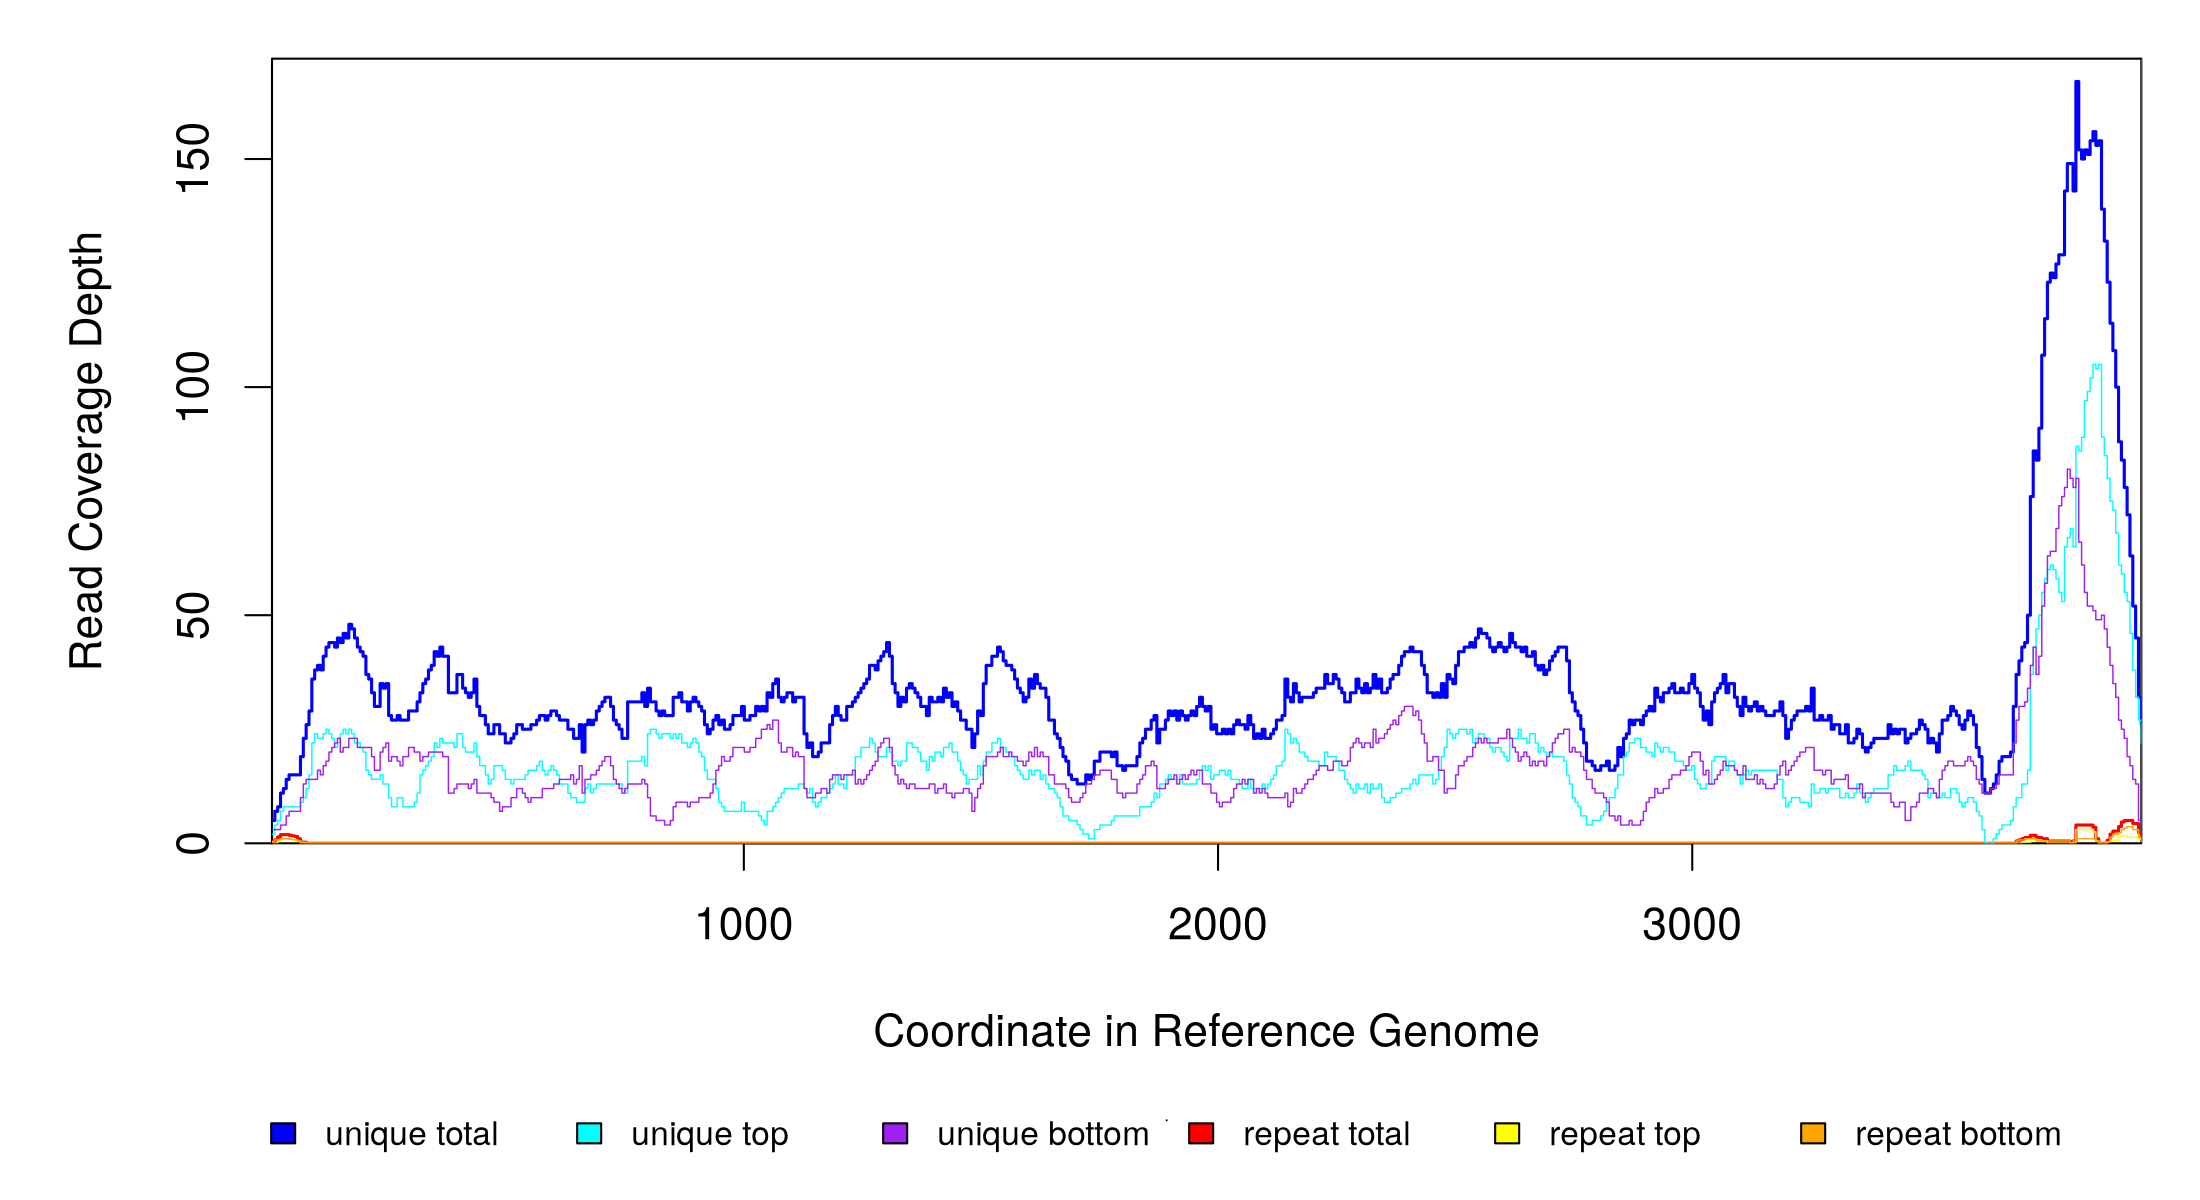 150
100
50
0
Read Coverage Depth
1000 2000 3000
Coordinate in Reference Genome
unique total unique top unique bottom repeat total repeat top repeat bottom